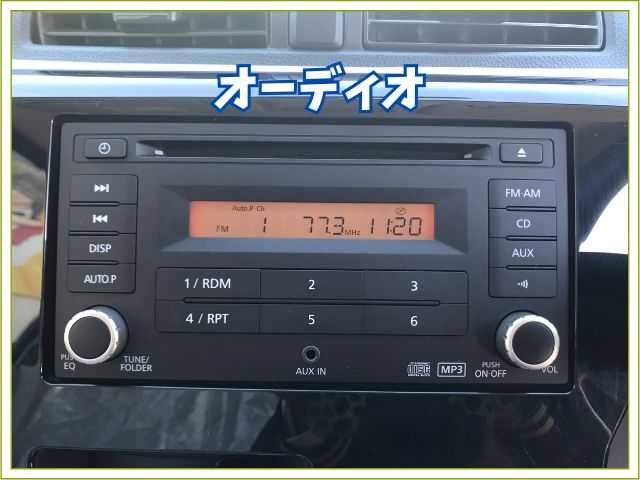 オーディオ
Auto.P Ch
FM 1 77.3 MHz 11:20
DISP
AUTO.P
FM·AM
CD
AUX
1 / RDM 2 3
4 / RPT 5 6
PUSH
EQ
TUNE/
FOLDER
AUX IN
MP3
PUSH
ON·OFF
VOL